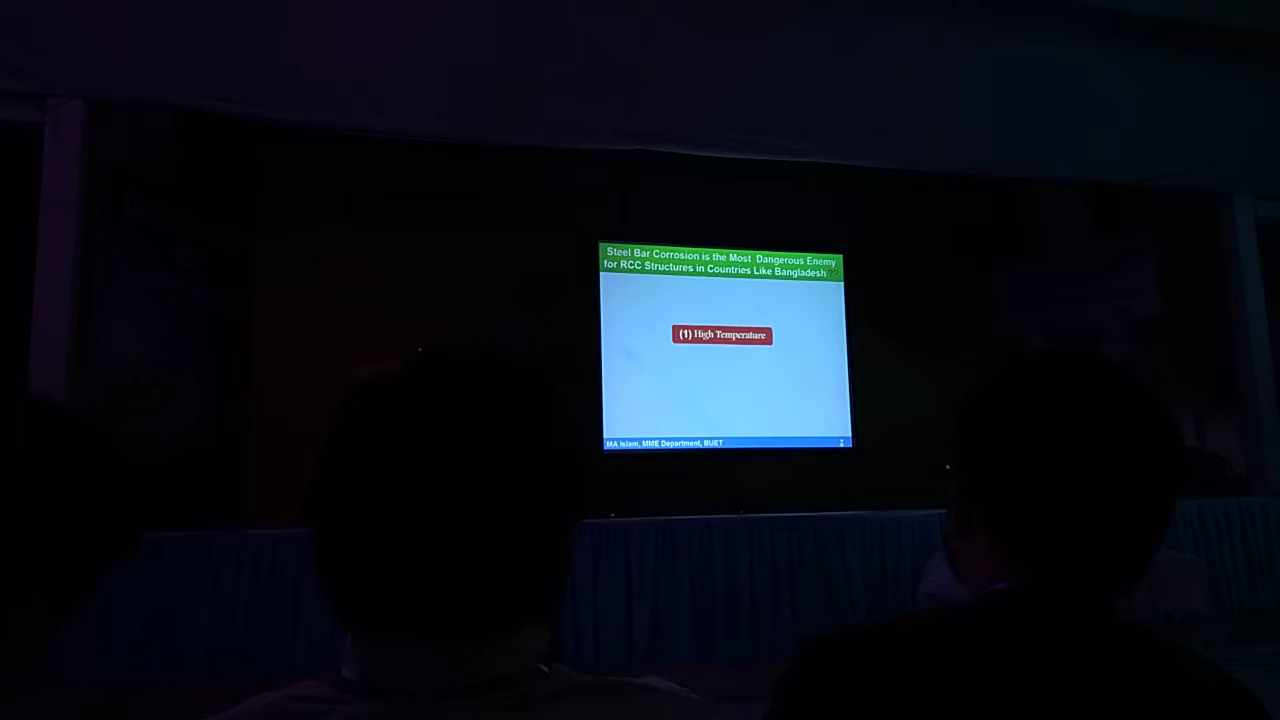 Steel Bar Corrosion is the Most Dangerous Enemy
for RCC Structures in Countries Like Bangladesh ??
(1) High Temperature
MA Islam, MME Department, BUET
7